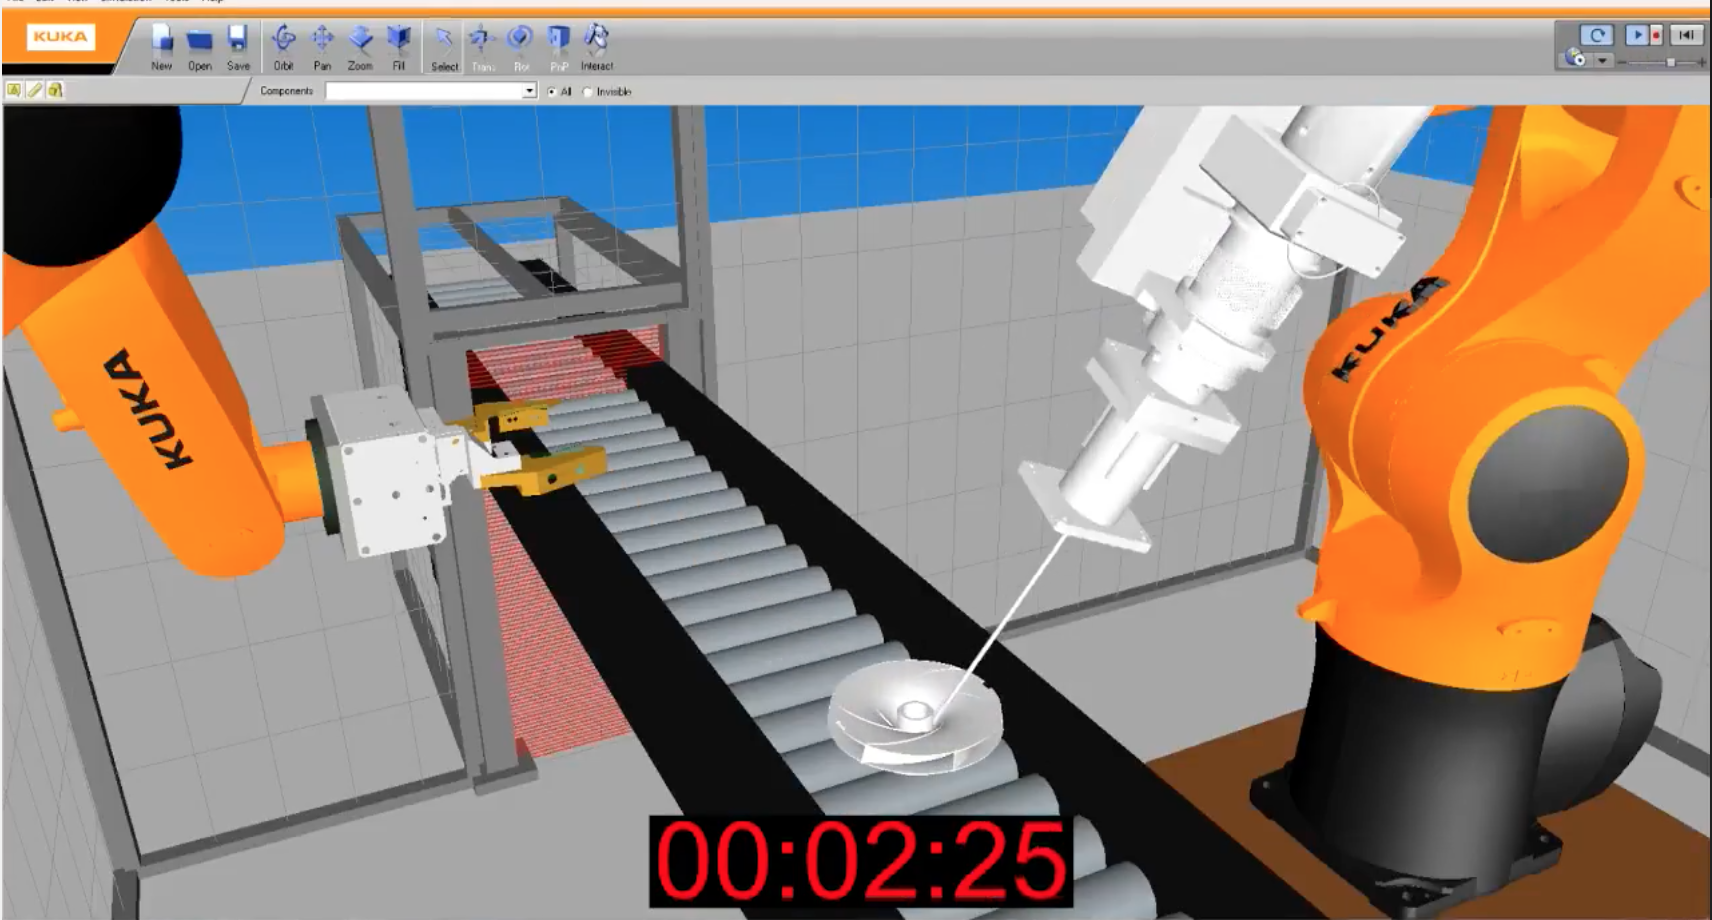 KUKA
New Open Save Orbit Pan Zoom Fill Select Trans Rot PnP Interact
Components All Invisible
KUKA
KUKA
00:02:25